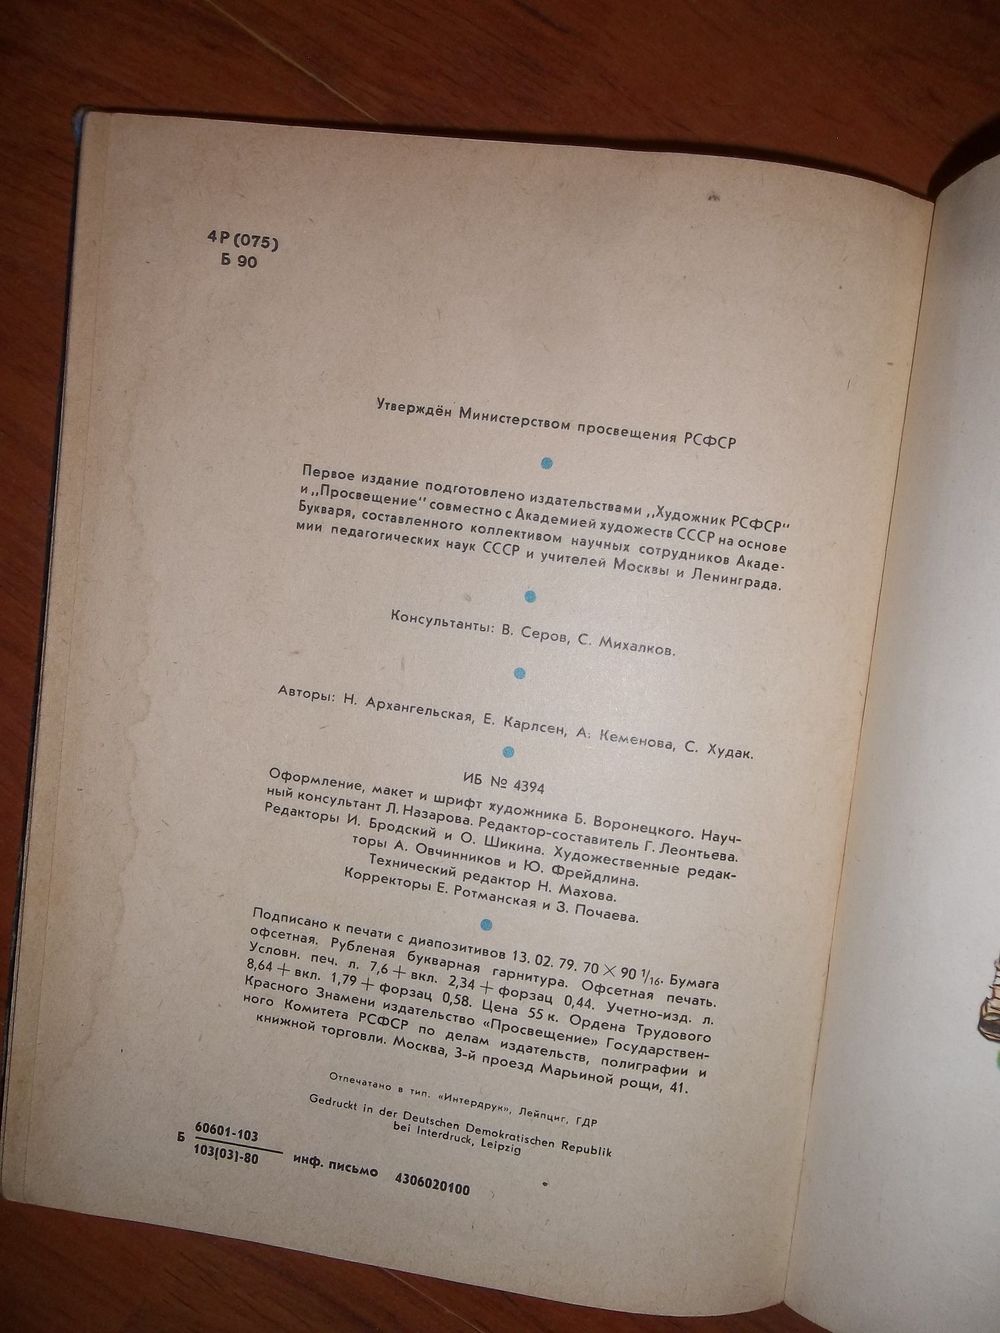 4Р (075)
Б 90
Утверждён Министерством просвещения РСФСР
Первое издание подготовлено издательствами „Художник РСФСР"
и „Просвещение" совместно с Академией художеств СССР на основе
Букваря, составленного коллективом научных сотрудников Акаде-
мии педагогических наук СССР и учителей Москвы и Ленинграда.
Консультанты: В. Серов, С. Михалков.
Авторы: Н. Архангельская, Е. Карлсен, А. Кеменова, С. Худак.
ИБ № 4394
Оформление, макет и шрифт художника Б. Воронецкого. Науч-
ный консультант Л. Назарова. Редактор-составитель Г. Леонтьева.
Редакторы И. Бродский и О. Шикина. Художественные редак-
торы А. Овчинников и Ю. Фрейдлина.
Технический редактор Н. Махова.
Корректоры Е. Ротманская и З. Почаева.
Подписано к печати с диапозитивов 13. 02. 79. 70 × 90 1/16. Бумага
офсетная. Рубленая букварная гарнитура. Офсетная печать.
Условн. печ. л. 7,6 + вкл. 2,34 + форзац 0,44. Учетно-изд. л.
8,64 + вкл. 1,79 + форзац 0,58. Цена 55 к. Ордена Трудового
Красного Знамени издательство «Просвещение» Государствен-
ного Комитета РСФСР по делам издательств, полиграфии и
книжной торговли. Москва, 3-й проезд Марьиной рощи, 41.
Отпечатано в тип. «Интердрук», Лейпциг, ГДР
Gedruckt in der Deutschen Demokratischen Republik
bei Interdruck, Leipzig
Б 60601-103
103(03)-80 инф. письмо 4306020100